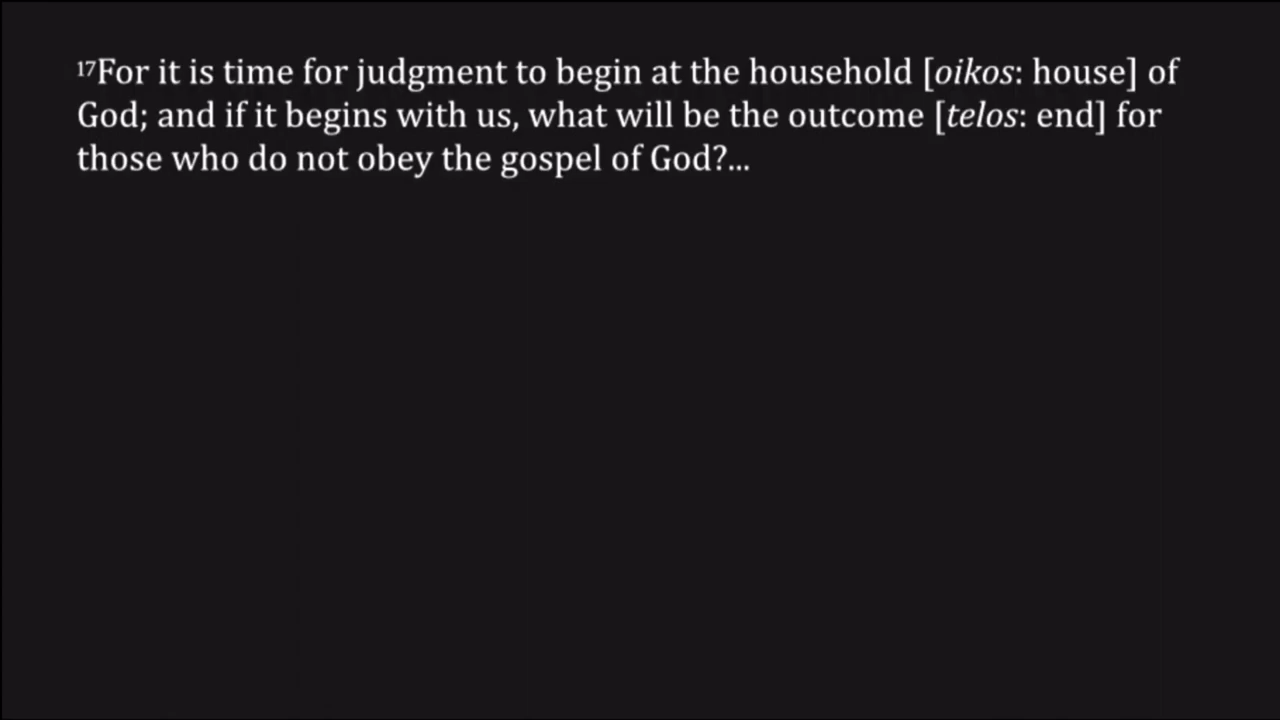 ¹⁷For it is time for judgment to begin at the household [oikos: house] of
God; and if it begins with us, what will be the outcome [telos: end] for
those who do not obey the gospel of God?...